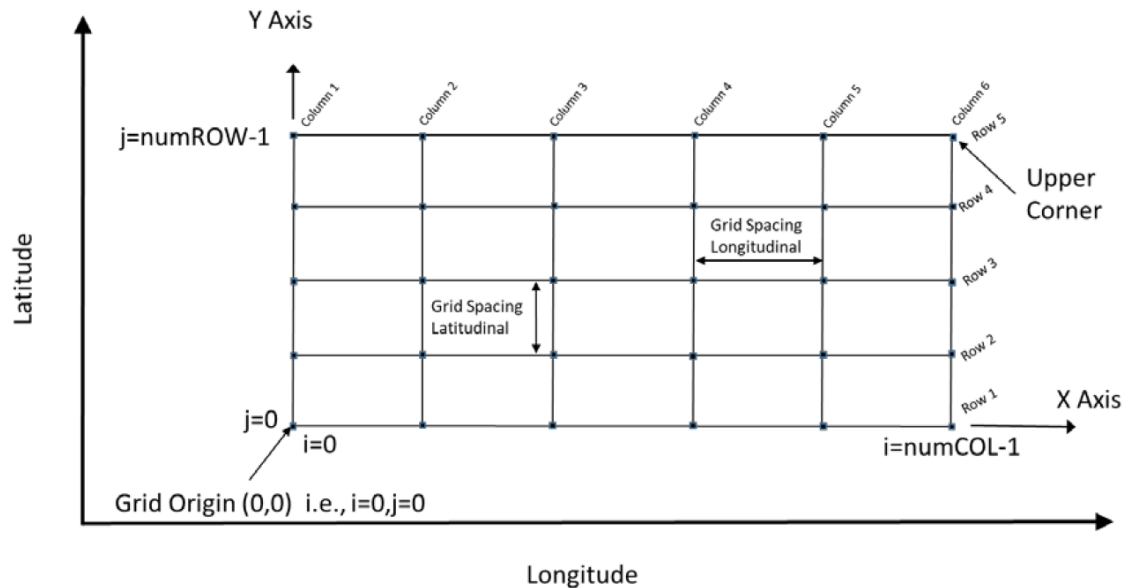 Y Axis
Column 1
Column 2
Column 3
Column 4
Column 5
Column 6
j=numROW-1
Row 5
Upper
Corner
Row 4
Grid Spacing
Longitudinal
Row 3
Latitude
Grid Spacing
Latitudinal
Row 2
Row 1
X Axis
j=0
i=0
i=numCOL-1
Grid Origin (0,0) i.e., i=0,j=0
Longitude